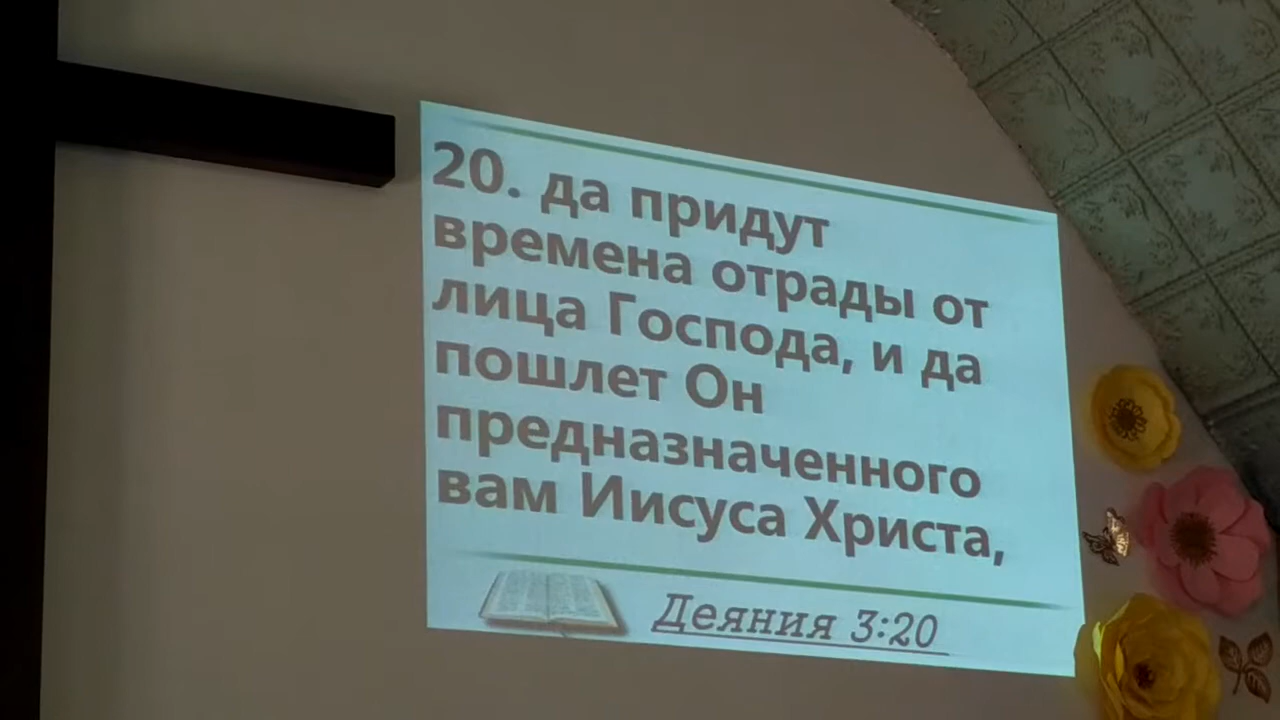 20. да придут
времена отрады от
лица Господа, и да
пошлет Он
предназначенного
вам Иисуса Христа,
Деяния 3:20